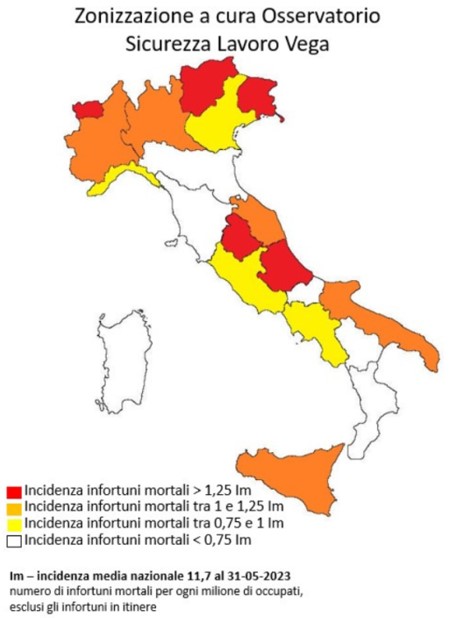 Zonizzazione a cura Osservatorio
Sicurezza Lavoro Vega
Incidenza infortuni mortali > 1,25 Im
Incidenza infortuni mortali tra 1 e 1,25 Im
Incidenza infortuni mortali tra 0,75 e 1 Im
Incidenza infortuni mortali < 0,75 Im
Im – incidenza media nazionale 11,7 al 31-05-2023
numero di infortuni mortali per ogni milione di occupati,
esclusi gli infortuni in itinere